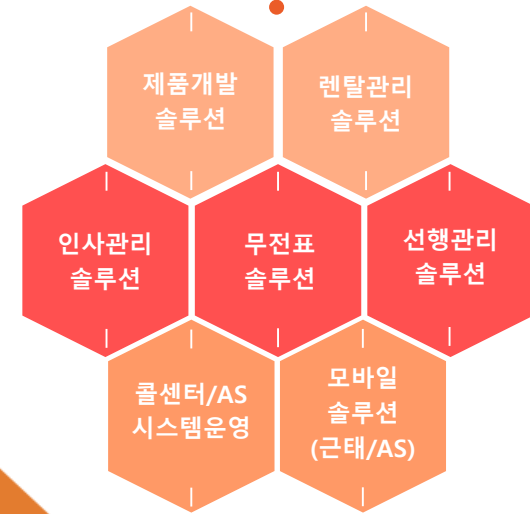 제품개발
솔루션
렌탈관리
솔루션
인사관리
솔루션
무전표
솔루션
선행관리
솔루션
콜센터/AS
시스템운영
모바일
솔루션
(근태/AS)